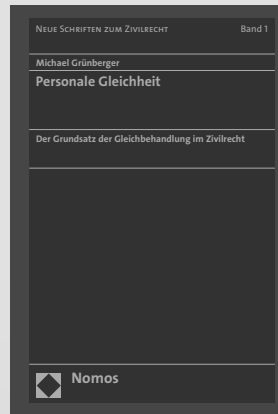 Neue Schriften zum Zivilrecht Band 1
Michael Grünberger
Personale Gleichheit
Der Grundsatz der Gleichbehandlung im Zivilrecht
Nomos